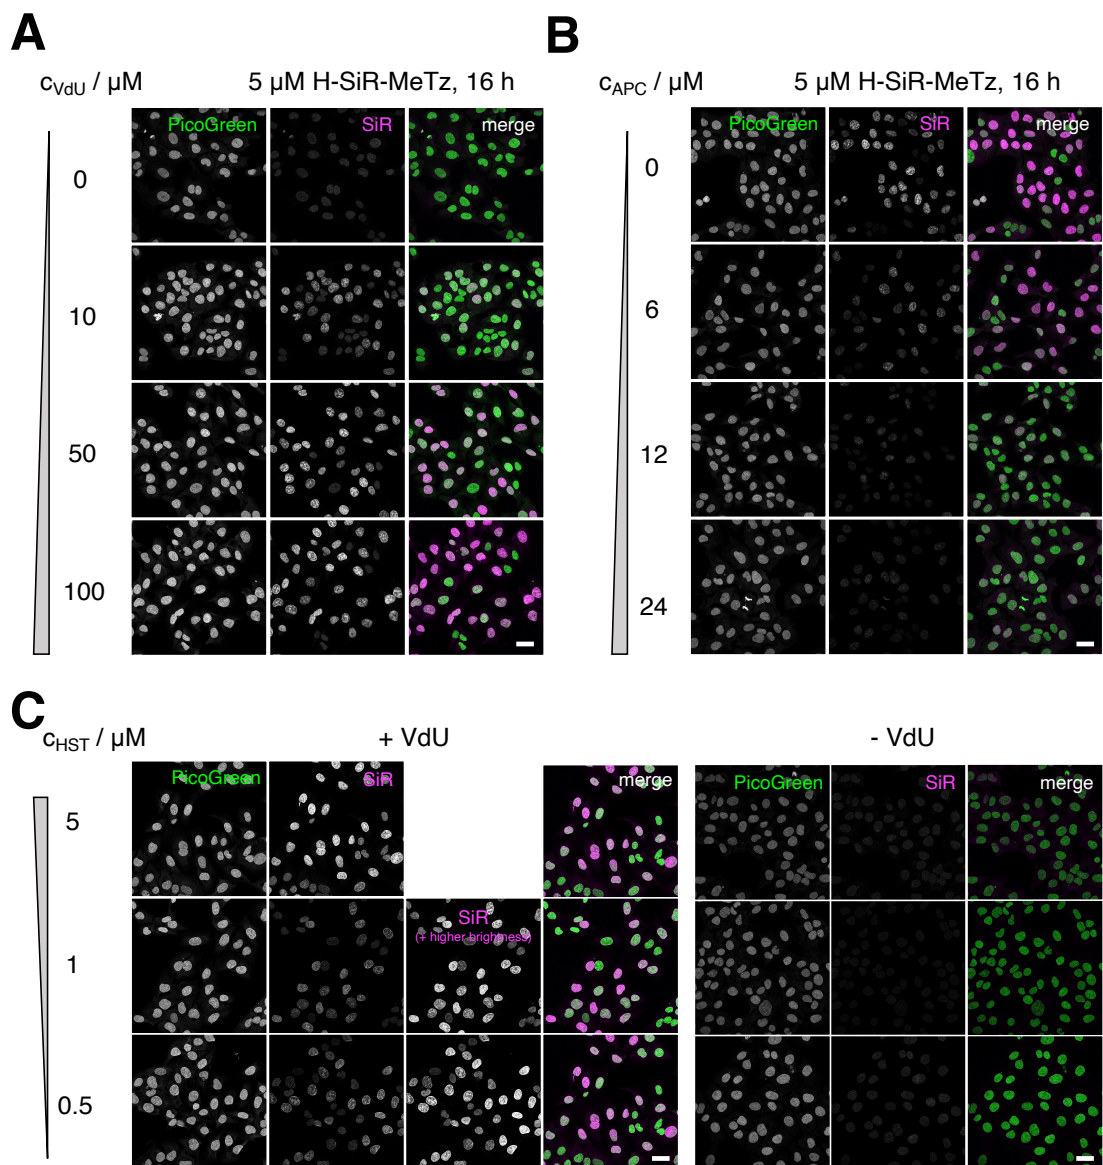 A
c_VdU / µM
5 µM H-SiR-MeTz, 16 h
PicoGreen
SiR
merge
0
10
50
100
B
c_APC / µM
5 µM H-SiR-MeTz, 16 h
PicoGreen
SiR
merge
0
6
12
24
C
c_HST / µM
+ VdU
- VdU
PicoGreen
SiR
merge
PicoGreen
SiR
merge
5
SiR
(+ higher brightness)
1
0.5